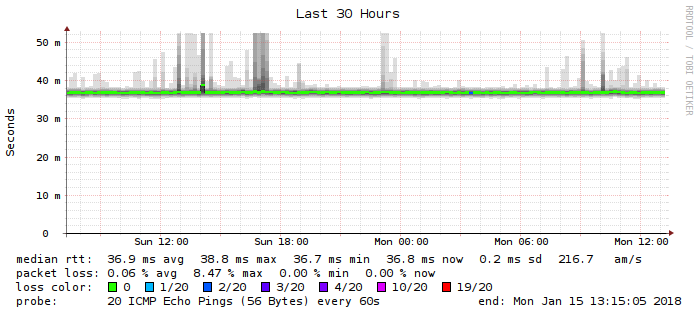 Last 30 Hours
RRDTOOL / TOBI OETIKER
Seconds
50 m
40 m
30 m
20 m
10 m
0
Sun 12:00 Sun 18:00 Mon 00:00 Mon 06:00 Mon 12:00
median rtt: 36.9 ms avg 38.8 ms max 36.7 ms min 36.8 ms now 0.2 ms sd 216.7 am/s
packet loss: 0.06 % avg 8.47 % max 0.00 % min 0.00 % now
loss color: 0 1/20 2/20 3/20 4/20 10/20 19/20
probe: 20 ICMP Echo Pings (56 Bytes) every 60s end: Mon Jan 15 13:15:05 2018